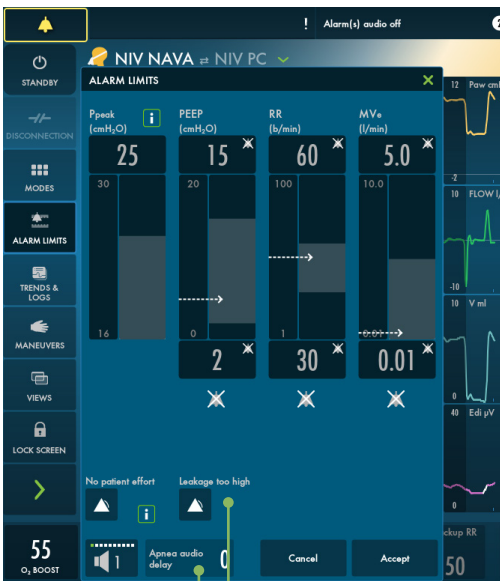 ! Alarm(s) audio off
STANDBY
NIV NAVA ⇄ NIV PC
ALARM LIMITS
DISCONNECTION
MODES
ALARM LIMITS
TRENDS &
LOGS
MANEUVERS
VIEWS
LOCK SCREEN
55
O₂ BOOST
Ppeak
(cmH₂O)
i
PEEP
(cmH₂O)
RR
(b/min)
MVe
(l/min)
25
15
60
5.0
30
20
100
10.0
16
0
1
0.01
2
30
0.01
No patient effort
Leakage too high
i
1
Apnea audio
delay
0
Cancel
Accept
12 Paw cm
-2
10 FLOW l/
-10
10 V ml
0
40 Edi µV
0
ckup RR
50